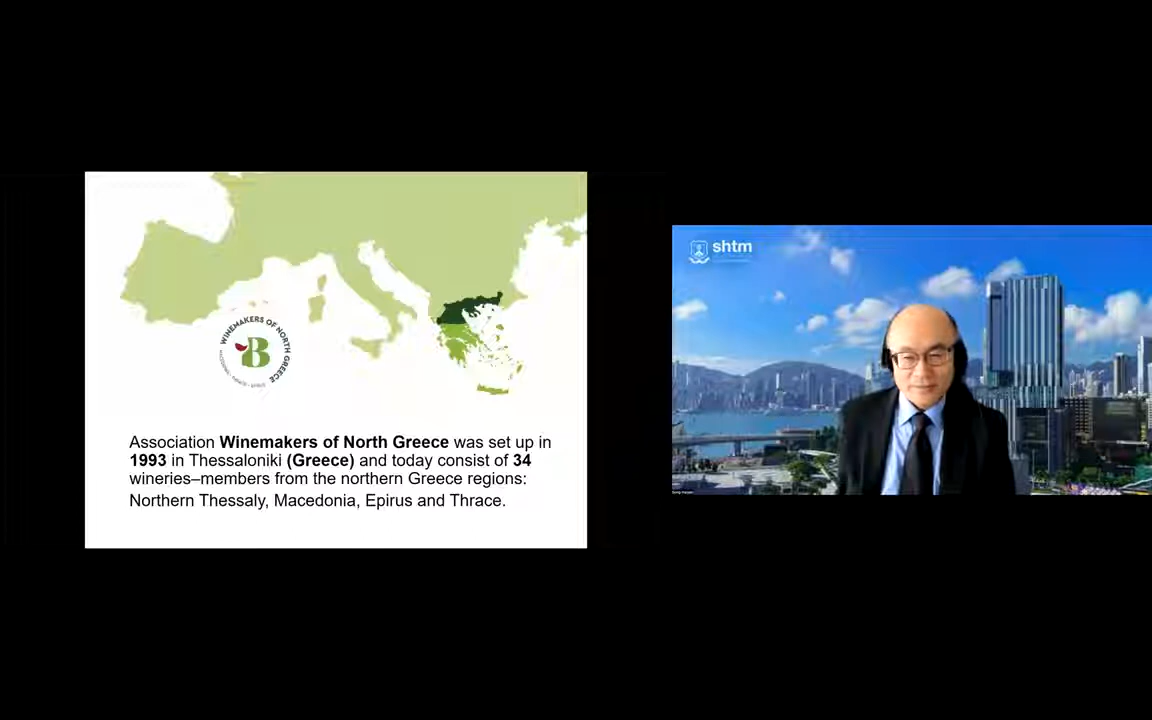 WINEMAKERS OF NORTH GREECE
B
Association Winemakers of North Greece was set up in
1993 in Thessaloniki (Greece) and today consist of 34
wineries–members from the northern Greece regions:
Northern Thessaly, Macedonia, Epirus and Thrace.
shtm